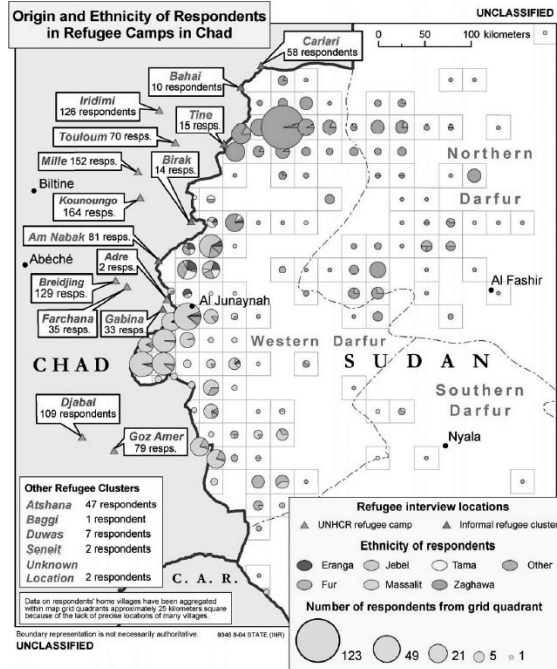 UNCLASSIFIED
Origin and Ethnicity of Respondents
in Refugee Camps in Chad
0 50 100 kilometers
Cariari
58 respondents
Bahai
10 respondents
Iridimi
126 respondents
Tine
15 resps.
Touloum 70 resps.
Mille 152 resps.
Birak
14 resps.
Northern
Darfur
Biltine
Kounoungo
164 resps.
Am Nabak 81 resps.
Abéché
Adre
2 resps.
Breidjing
129 resps.
Al Fashir
Farchana
35 resps.
Gabina
33 resps.
Al Junaynah
Western Darfur
CHAD
SUDAN
Southern
Darfur
Djabal
109 respondents
Goz Amer
79 resps.
Nyala
Other Refugee Clusters
Atshana 47 respondents
Baggi 1 respondent
Duwas 7 respondents
Seneit 2 respondents
Unknown
Location 2 respondents
C. A. R.
Data on respondents' home villages have been aggregated
within map grid quadrants approximately 25 kilometers square
because of the lack of precise locations of many villages.
Refugee interview locations
UNHCR refugee camp Informal refugee cluster
Ethnicity of respondents
Eranga Jebel Tama Other
Fur Massalit Zaghawa
Number of respondents from grid quadrant
123 49 21 5 1
Boundary representation is not necessarily authoritative. 9346 8-04 STATE (INR)
UNCLASSIFIED